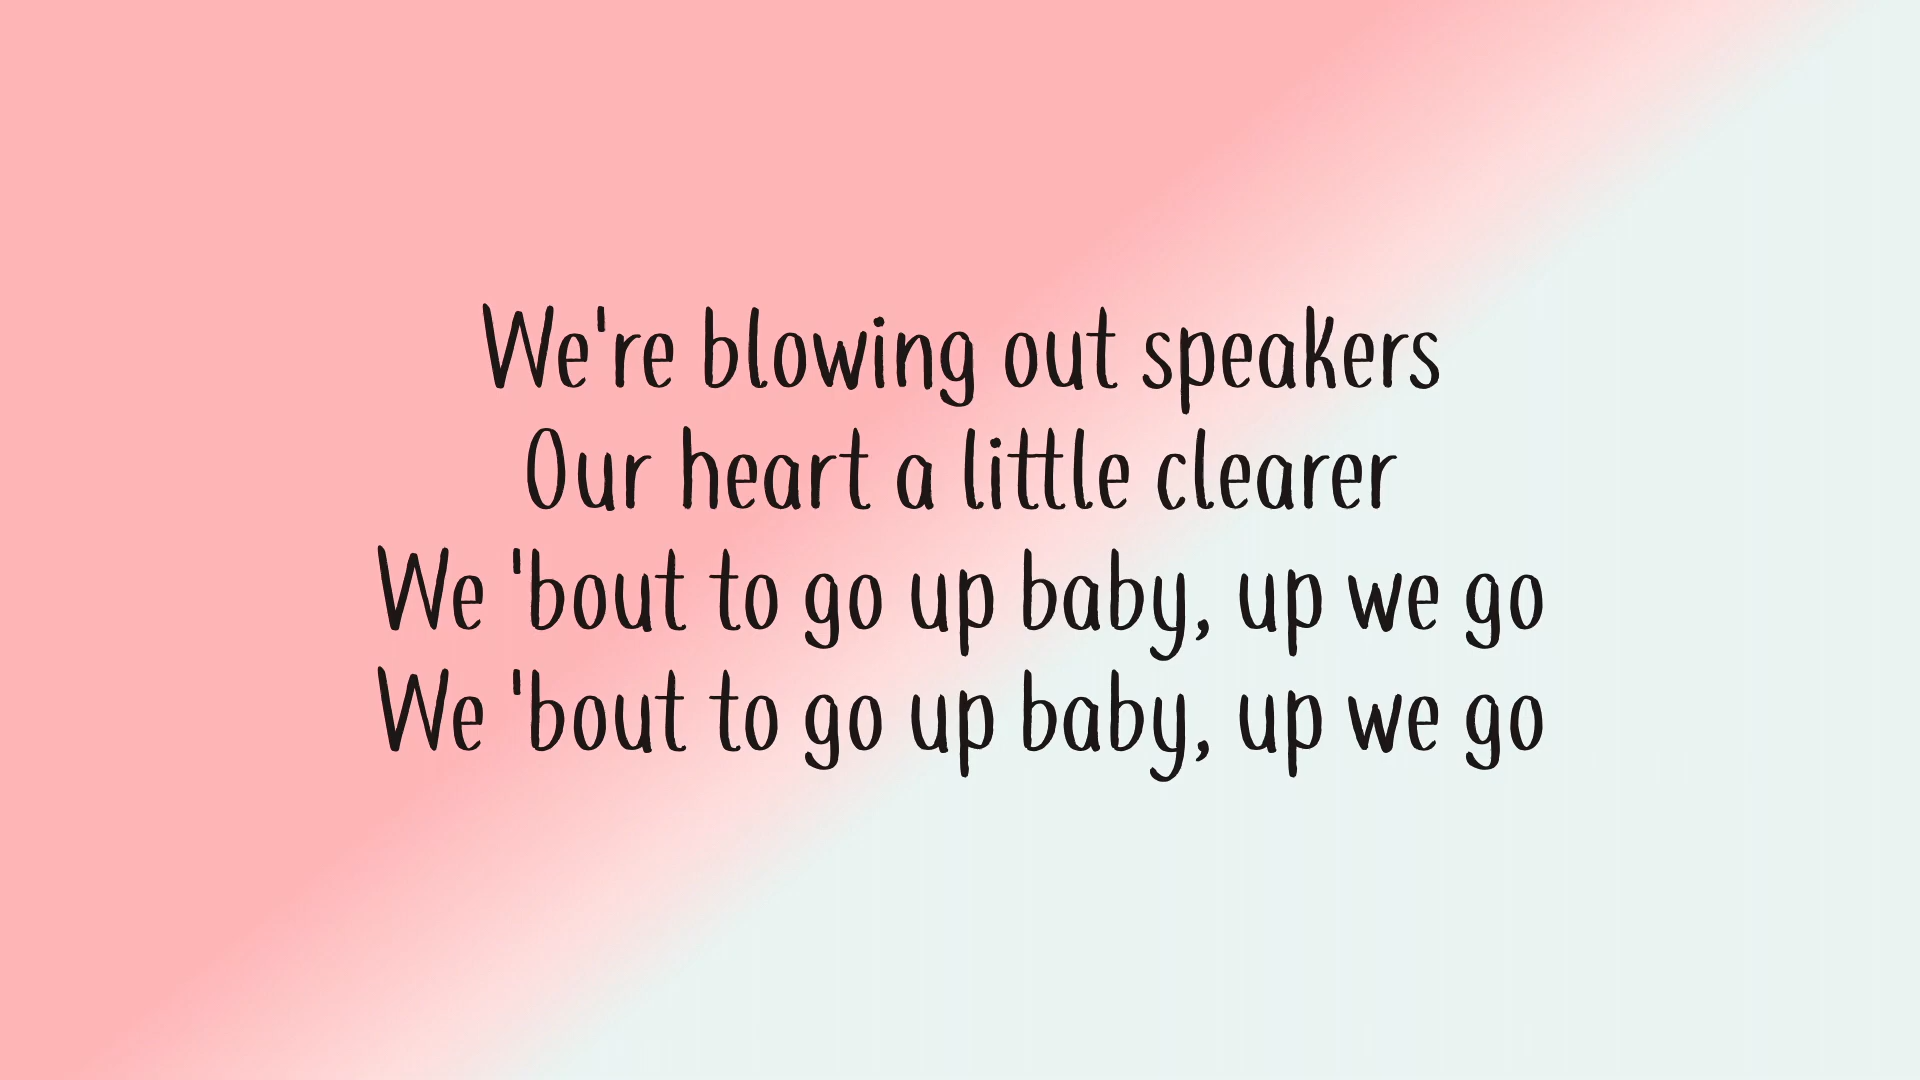 We're blowing out speakers
Our heart a little clearer
We 'bout to go up baby, up we go
We 'bout to go up baby, up we go